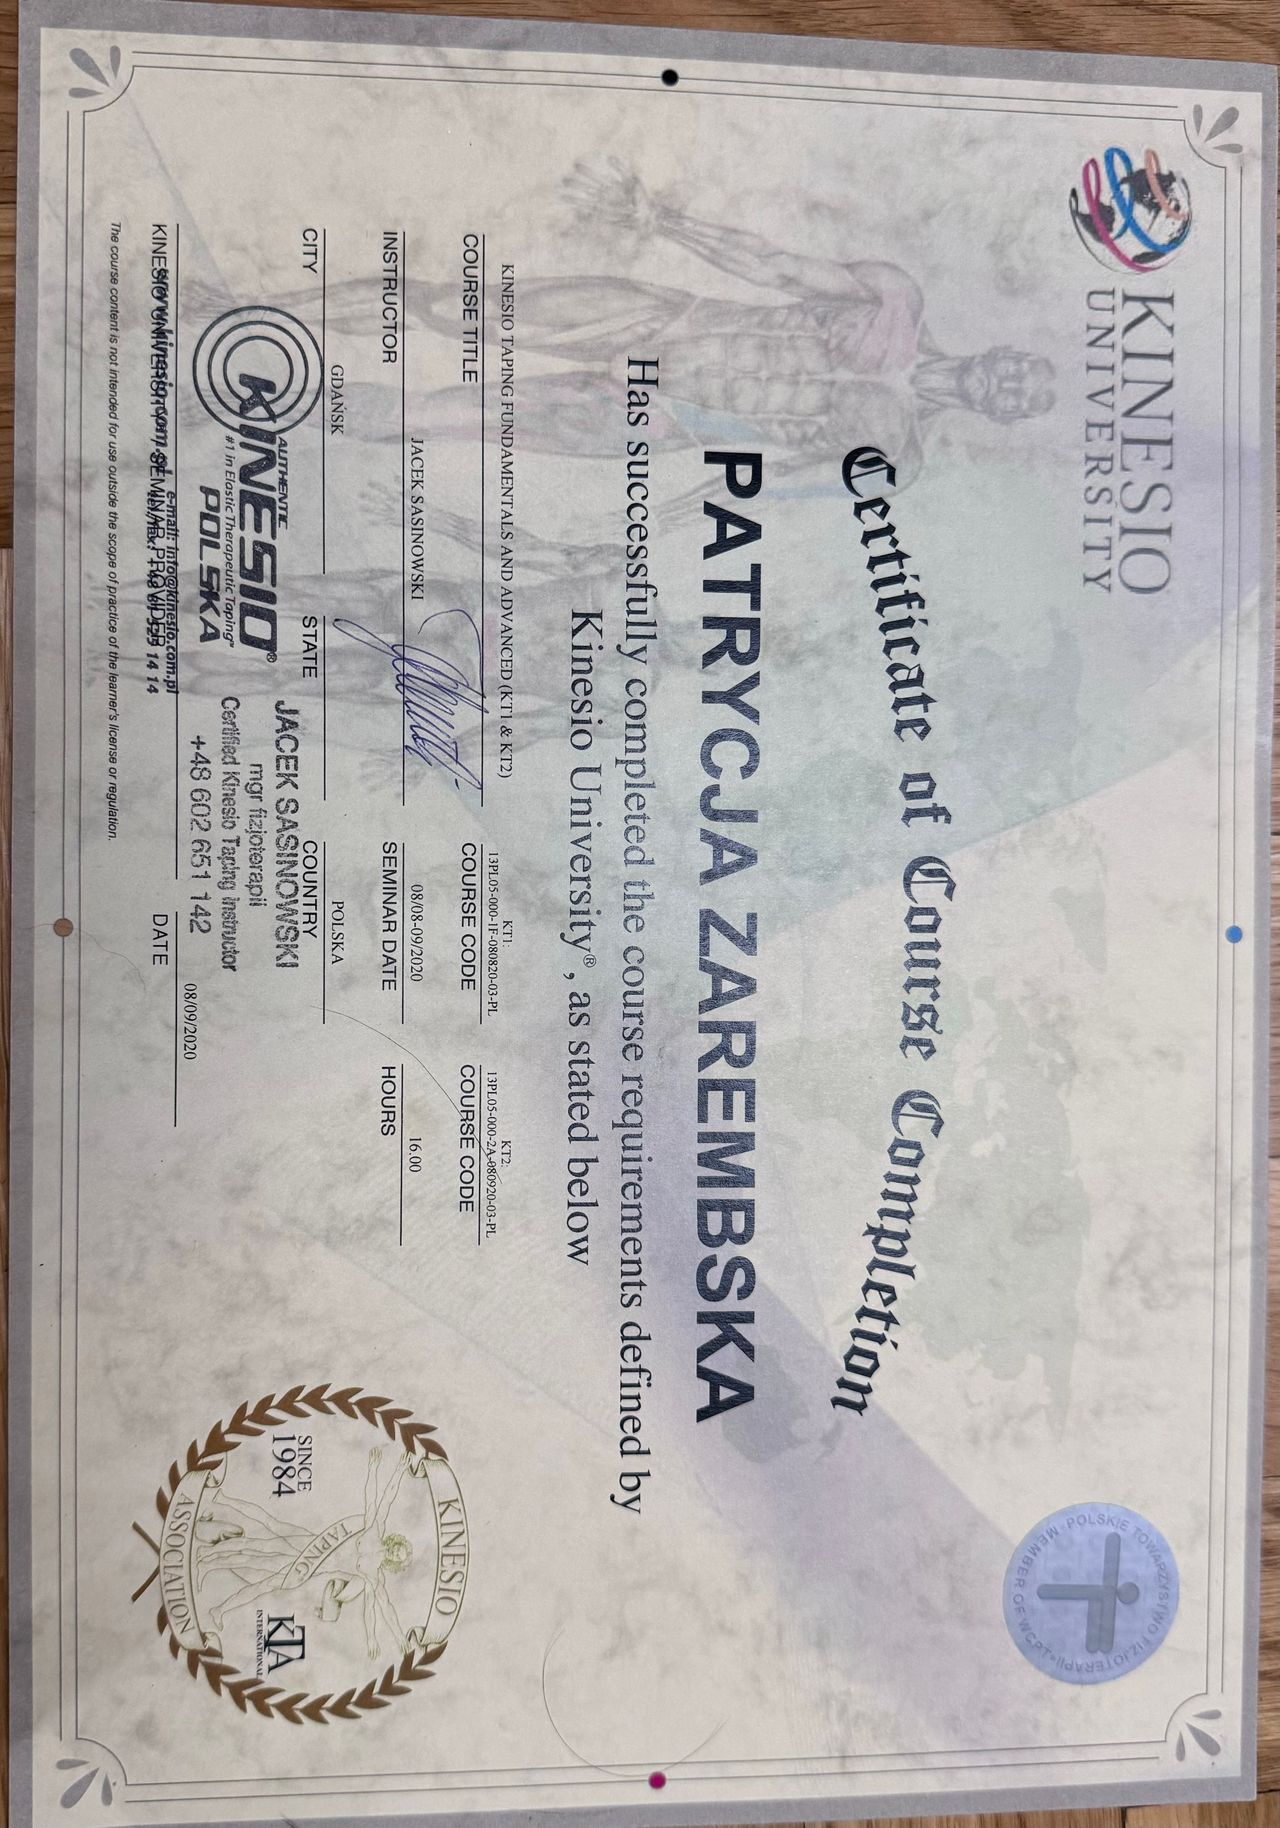 KINESIO
UNIVERSITY
POLSKIE TOWARZYSTWO FIZJOTERAPII
MEMBER OF WCPT
Certificate of Course Completion
PATRYCJA ZAREMBSKA
Has successfully completed the course requirements defined by
Kinesio University®, as stated below
KINESIO TAPING FUNDAMENTALS AND ADVANCED (KT1 & KT2)
COURSE TITLE
KT1:
13PL05-000-1F-080820-03-PL
COURSE CODE
KT2:
13PL05-000-2A-080920-03-PL
COURSE CODE
JACEK SASINOWSKI
INSTRUCTOR
08/08-09/2020
SEMINAR DATE
16.00
HOURS
GDAŃSK
CITY
STATE
POLSKA
COUNTRY
AUTHENTIC
KINESIO®
#1 in Elastic Therapeutic Taping"
POLSKA
JACEK SASINOWSKI
mgr fizjoterapii
Certified Kinesio Taping Instructor
+48 602 651 142
e-mail: info@kinesio.com.pl
KINESIO UNIVERSITY SEMINAR PROVIDER
08/09/2020
DATE
The course content is not intended for use outside the scope of practice of the learner's license or regulation.
KINESIO
TAPING
ASSOCIATION
SINCE
1984
KTA
INTERNATIONAL